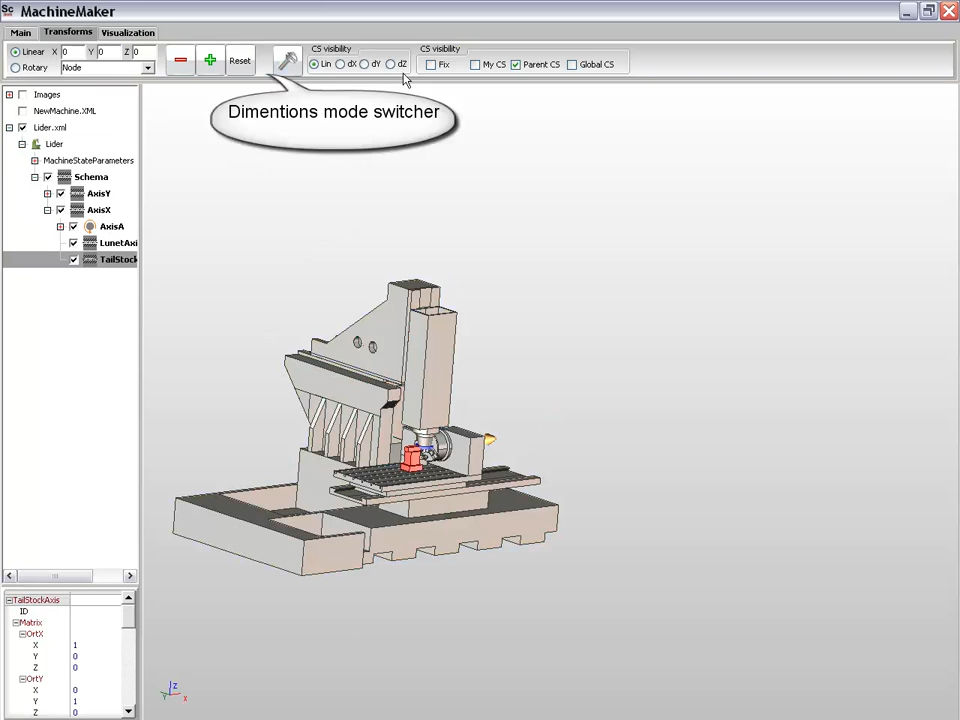 Sc MachineMaker
Main Transforms Visualization
Linear X 0 Y 0 Z 0
Rotary Node
Reset
CS visibility
Lin dX dY dZ
CS visibility
Fix My CS Parent CS Global CS
Dimentions mode switcher
Images
NewMachine.XML
Lider.xml
Lider
MachineStateParameters
Schema
AxisY
AxisX
AxisA
LunetAxi
TailStock
TailStockAxis
ID
Matrix
OrtX
X 1
Y 0
Z 0
OrtY
X 0
Y 1
Z 0
Z
Y X